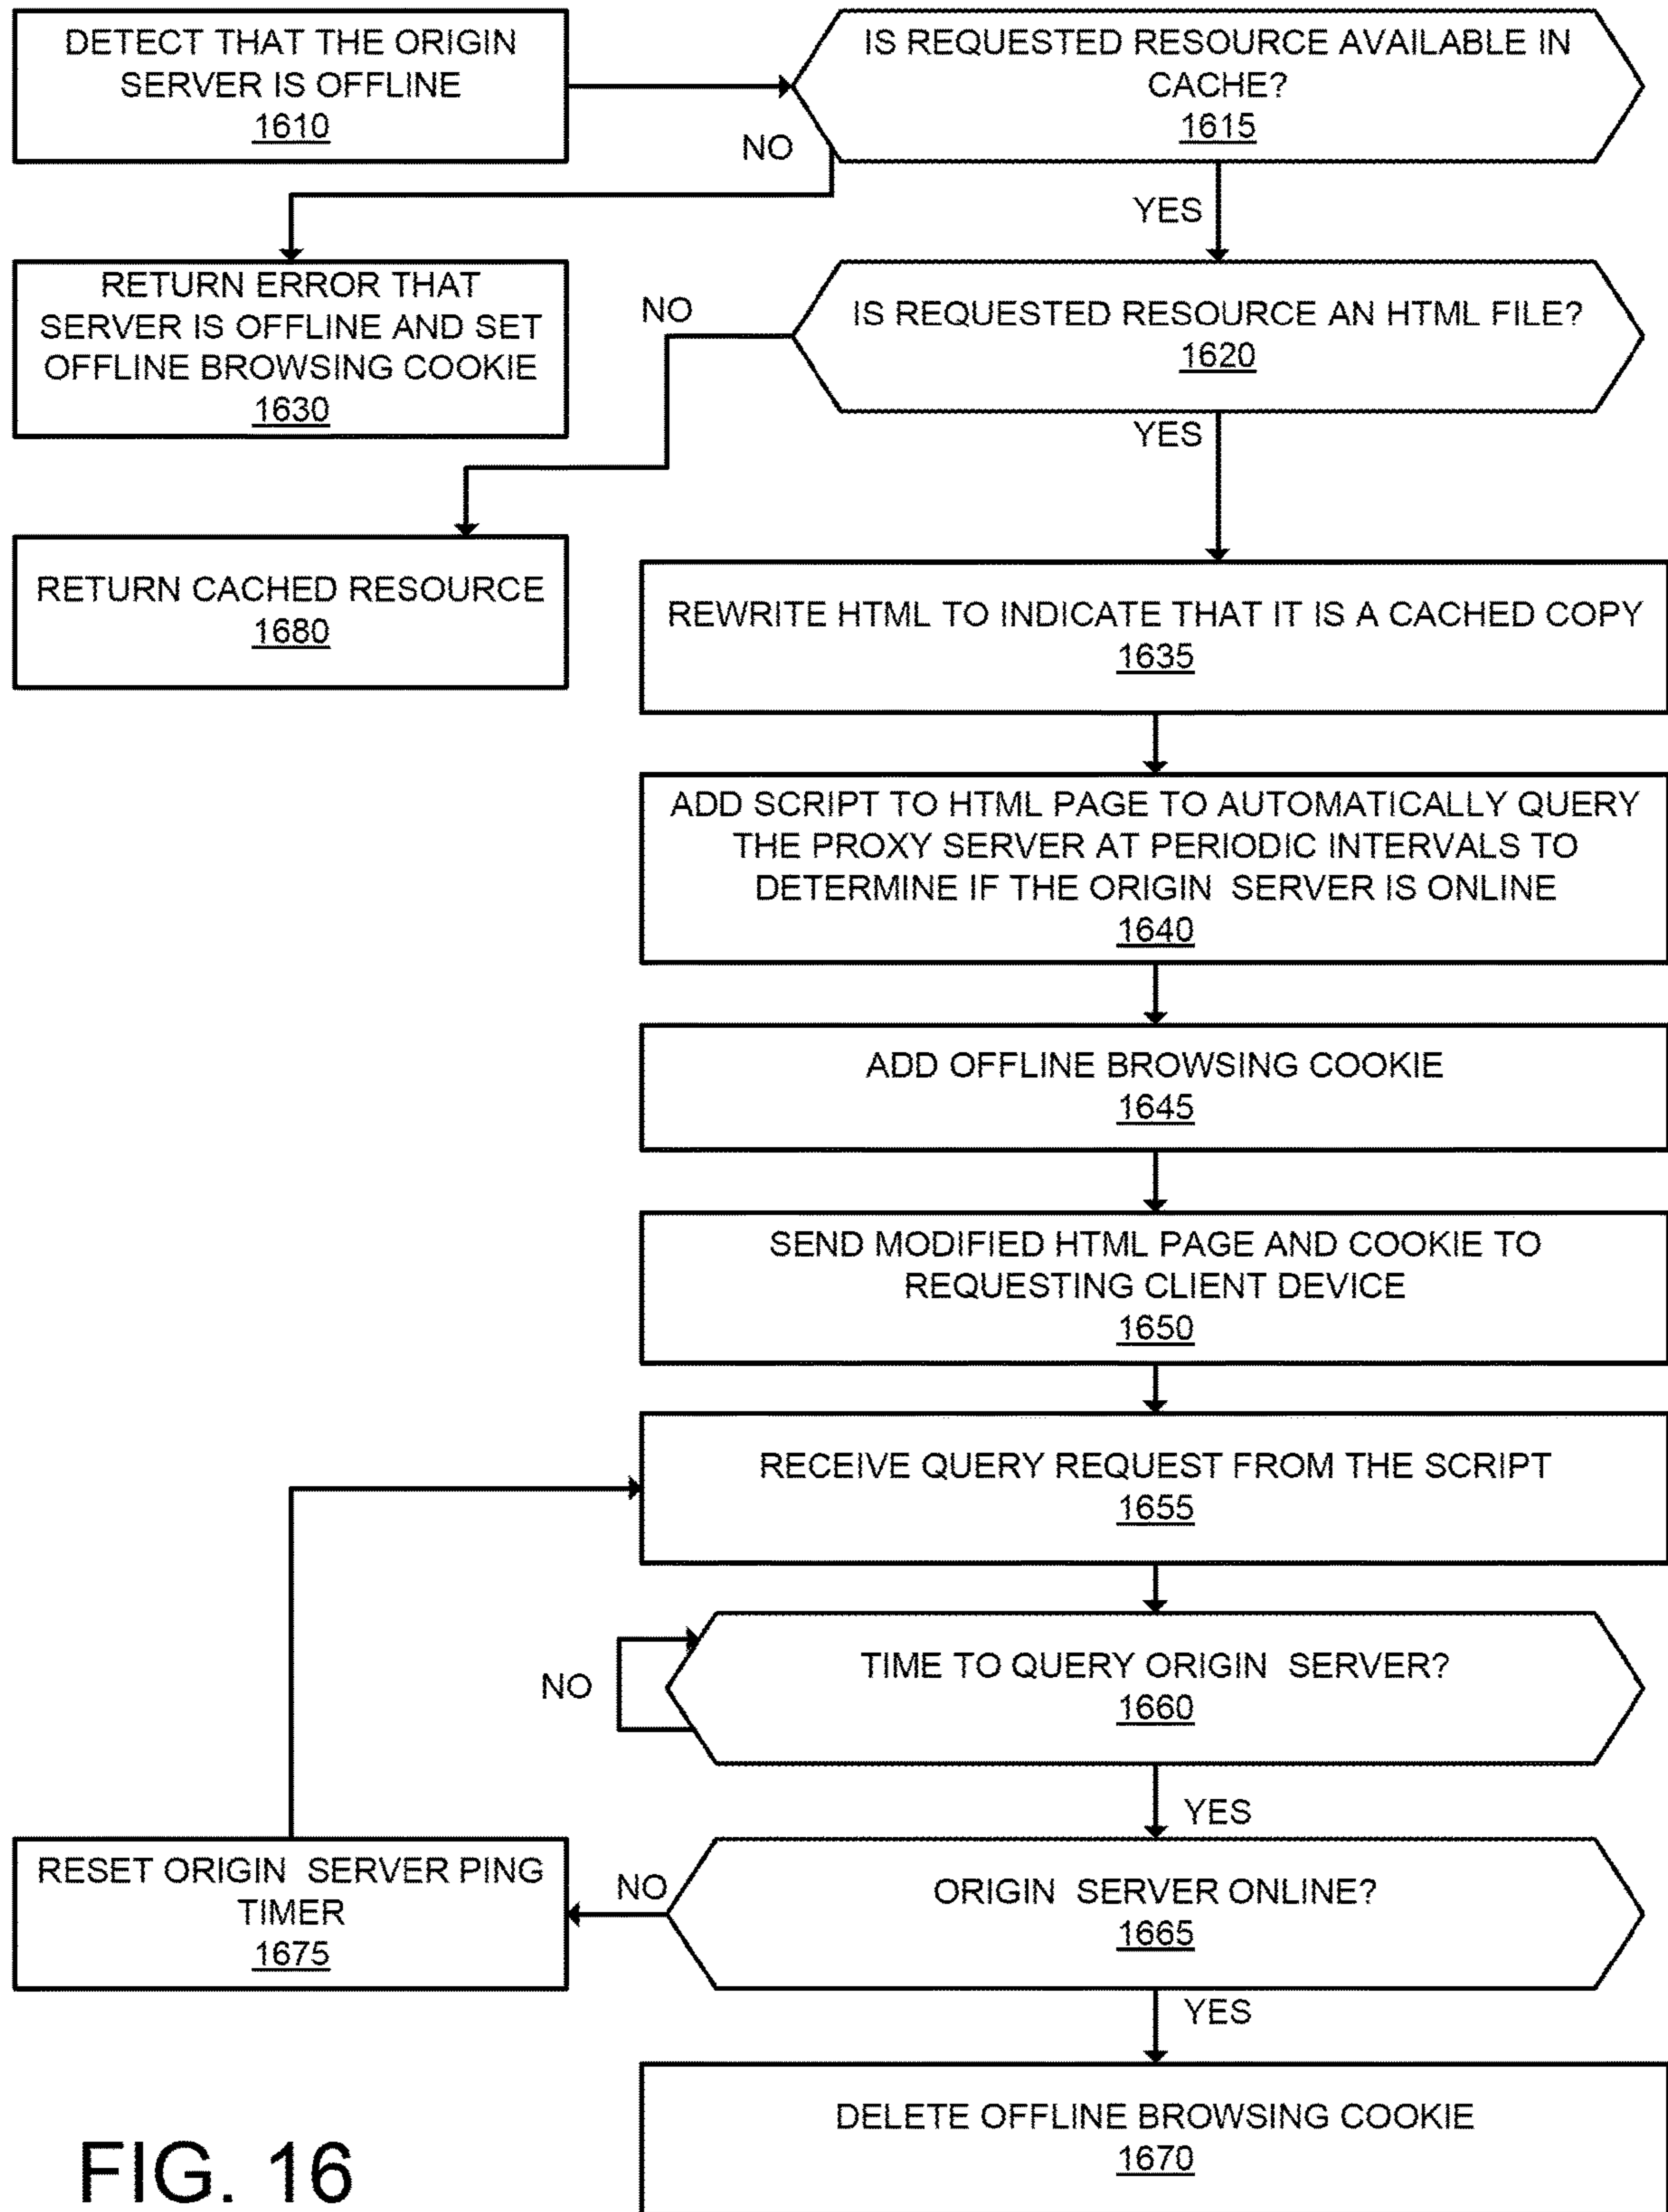 DETECT THAT THE ORIGIN
SERVER IS OFFLINE
1610
IS REQUESTED RESOURCE AVAILABLE IN
CACHE?
1615
NO
YES
RETURN ERROR THAT
SERVER IS OFFLINE AND SET
OFFLINE BROWSING COOKIE
1630
NO
IS REQUESTED RESOURCE AN HTML FILE?
1620
YES
RETURN CACHED RESOURCE
1680
REWRITE HTML TO INDICATE THAT IT IS A CACHED COPY
1635
ADD SCRIPT TO HTML PAGE TO AUTOMATICALLY QUERY
THE PROXY SERVER AT PERIODIC INTERVALS TO
DETERMINE IF THE ORIGIN SERVER IS ONLINE
1640
ADD OFFLINE BROWSING COOKIE
1645
SEND MODIFIED HTML PAGE AND COOKIE TO
REQUESTING CLIENT DEVICE
1650
RECEIVE QUERY REQUEST FROM THE SCRIPT
1655
NO
TIME TO QUERY ORIGIN SERVER?
1660
YES
RESET ORIGIN SERVER PING
TIMER
1675
NO
ORIGIN SERVER ONLINE?
1665
YES
DELETE OFFLINE BROWSING COOKIE
1670
FIG. 16